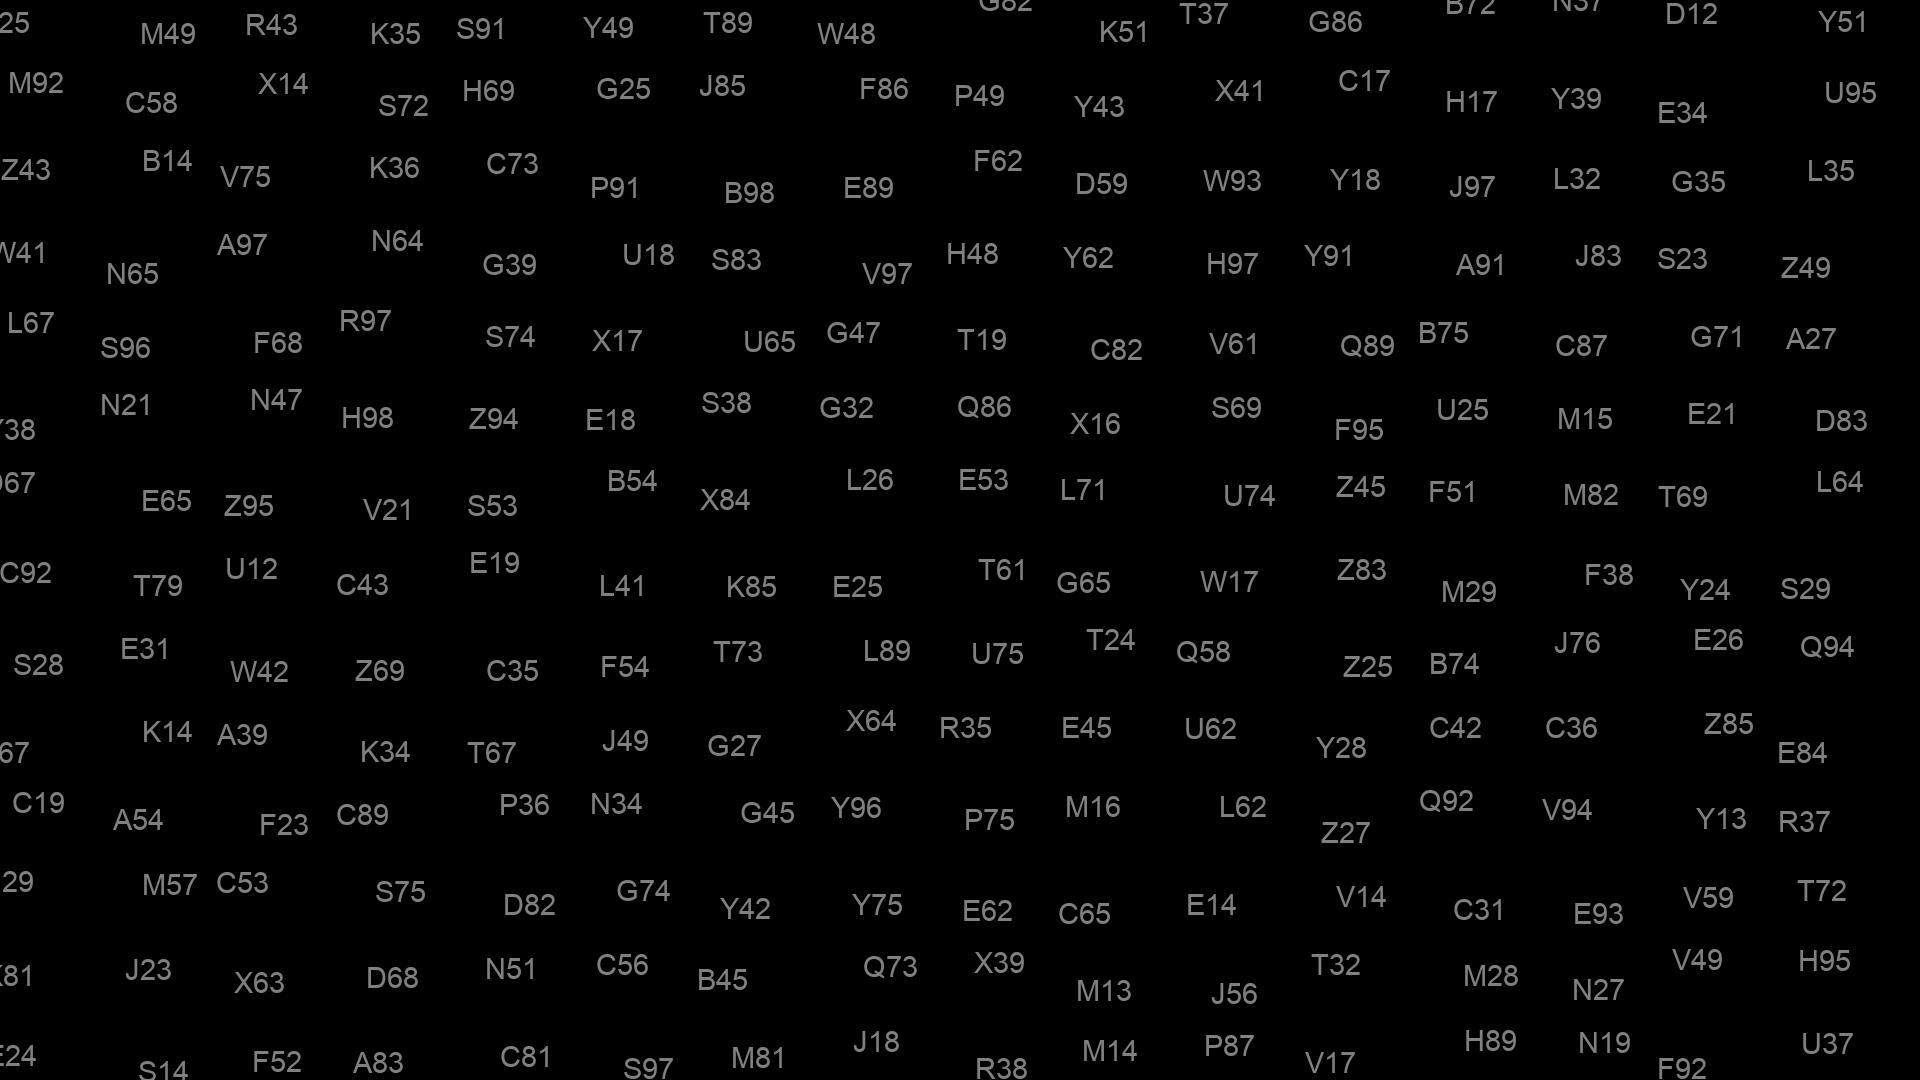 25 M49 R43 K35 S91 Y49 T89 W48 G82 K51 T37 G86 B72 N37 D12 Y51
M92 C58 X14 S72 H69 G25 J85 F86 P49 Y43 X41 C17 H17 Y39 E34 U95
Z43 B14 V75 K36 C73 P91 B98 E89 F62 D59 W93 Y18 J97 L32 G35 L35
W41 N65 A97 N64 G39 U18 S83 V97 H48 Y62 H97 Y91 A91 J83 S23 Z49
L67 S96 F68 R97 S74 X17 U65 G47 T19 C82 V61 Q89 B75 C87 G71 A27
38 N21 N47 H98 Z94 E18 S38 G32 Q86 X16 S69 F95 U25 M15 E21 D83
67 E65 Z95 V21 S53 B54 X84 L26 E53 L71 U74 Z45 F51 M82 T69 L64
C92 T79 U12 C43 E19 L41 K85 E25 T61 G65 W17 Z83 M29 F38 Y24 S29
S28 E31 W42 Z69 C35 F54 T73 L89 U75 T24 Q58 Z25 B74 J76 E26 Q94
67 K14 A39 K34 T67 J49 G27 X64 R35 E45 U62 Y28 C42 C36 Z85 E84
C19 A54 F23 C89 P36 N34 G45 Y96 P75 M16 L62 Z27 Q92 V94 Y13 R37
29 M57 C53 S75 D82 G74 Y42 Y75 E62 C65 E14 V14 C31 E93 V59 T72
81 J23 X63 D68 N51 C56 B45 Q73 X39 M13 J56 T32 M28 N27 V49 H95
E24 S14 F52 A83 C81 S97 M81 J18 R38 M14 P87 V17 H89 N19 F92 U37